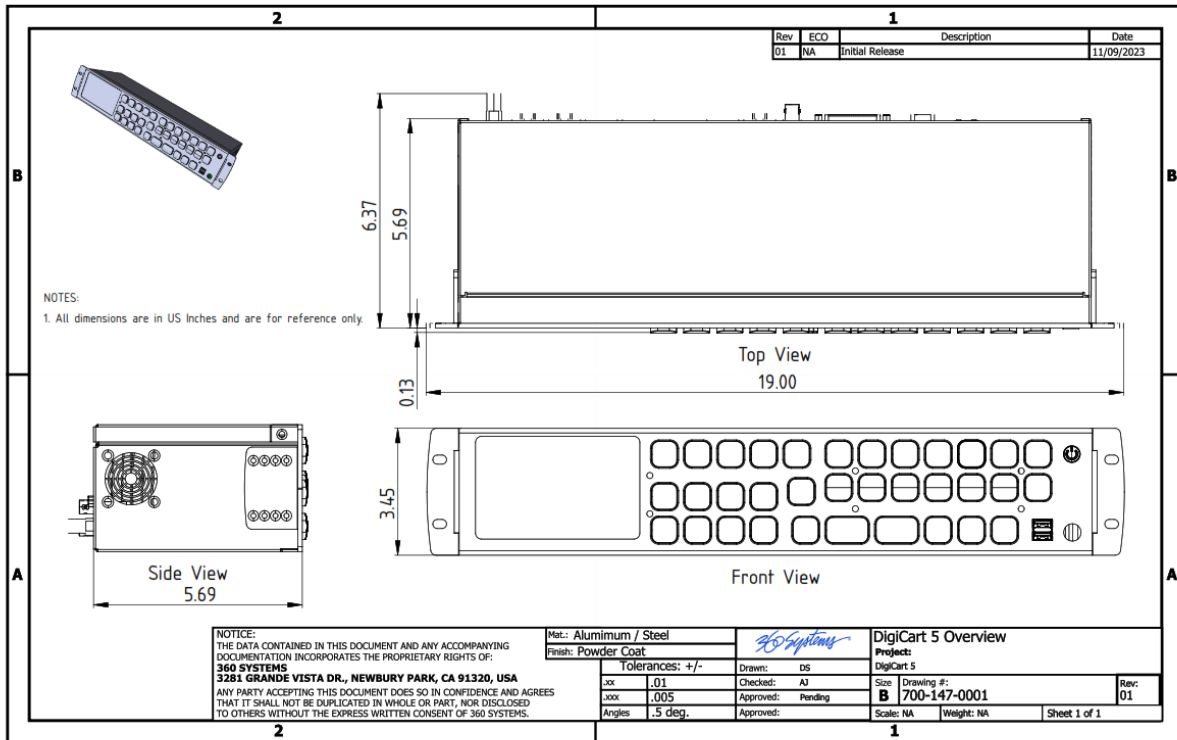 2
1
Rev ECO Description Date
01 NA Initial Release 11/09/2023
B
B
6.37
5.69
NOTES:
1. All dimensions are in US Inches and are for reference only.
Top View
0.13
19.00
3.45
Side View
5.69
Front View
A
A
NOTICE:
THE DATA CONTAINED IN THIS DOCUMENT AND ANY ACCOMPANYING
DOCUMENTATION INCORPORATES THE PROPRIETARY RIGHTS OF:
360 SYSTEMS
3281 GRANDE VISTA DR., NEWBURY PARK, CA 91320, USA
ANY PARTY ACCEPTING THIS DOCUMENT DOES SO IN CONFIDENCE AND AGREES
THAT IT SHALL NOT BE DUPLICATED IN WHOLE OR PART, NOR DISCLOSED
TO OTHERS WITHOUT THE EXPRESS WRITTEN CONSENT OF 360 SYSTEMS.
Mat.: Alumimum / Steel
Finish: Powder Coat
Tolerances: +/-
.xx .01
.xxx .005
Angles .5 deg.
360 Systems
Drawn: DS
Checked: AJ
Approved: Pending
Approved:
DigiCart 5 Overview
Project:
DigiCart 5
Size Drawing #: Rev:
B 700-147-0001 01
Scale: NA Weight: NA Sheet 1 of 1
2
1